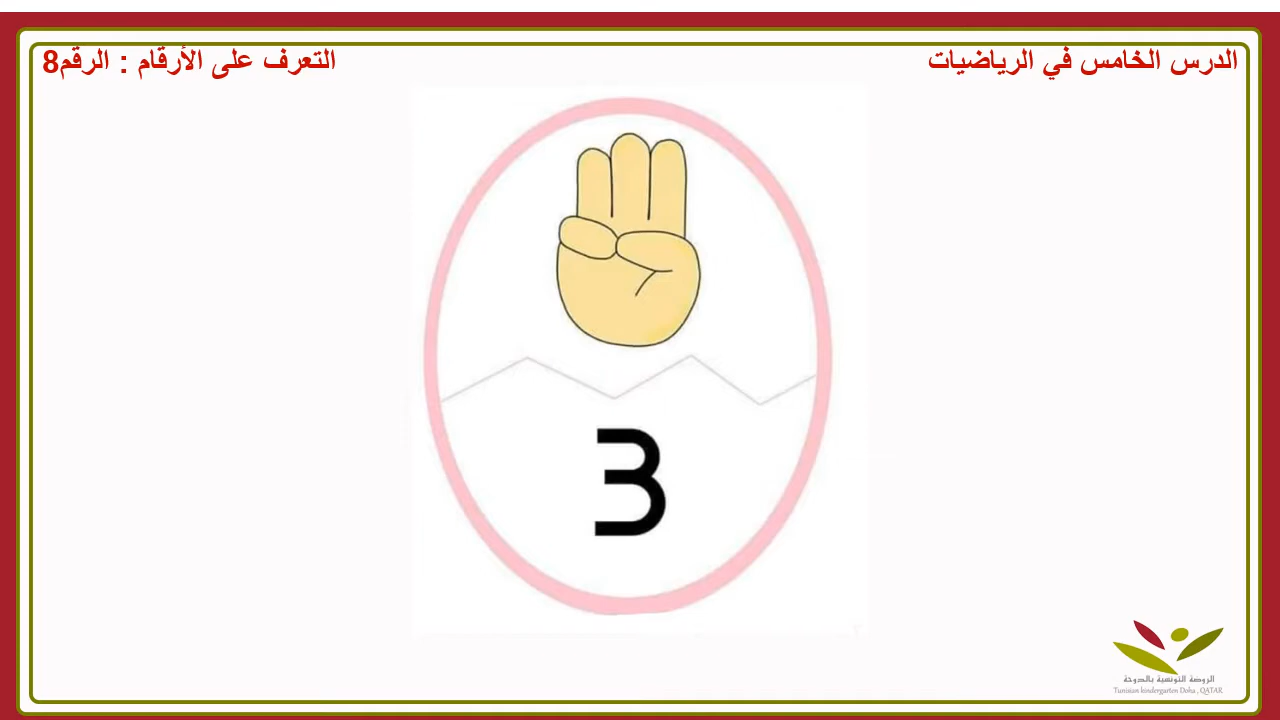 الدرس الخامس في الرياضيات
التعرف على الأرقام : الرقم8
3
الروضة التونسية بالدوحة
Tunisian kindergarten Doha , QATAR